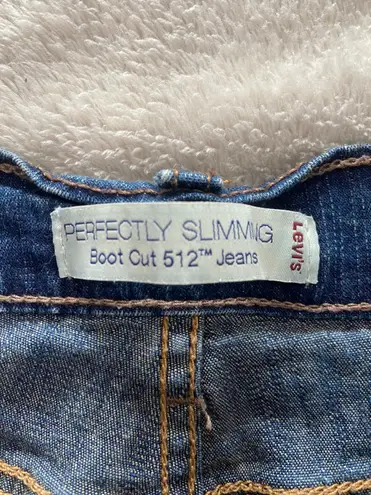 PERFECTLY SLIMMING
Boot Cut 512™ Jeans
Levi's